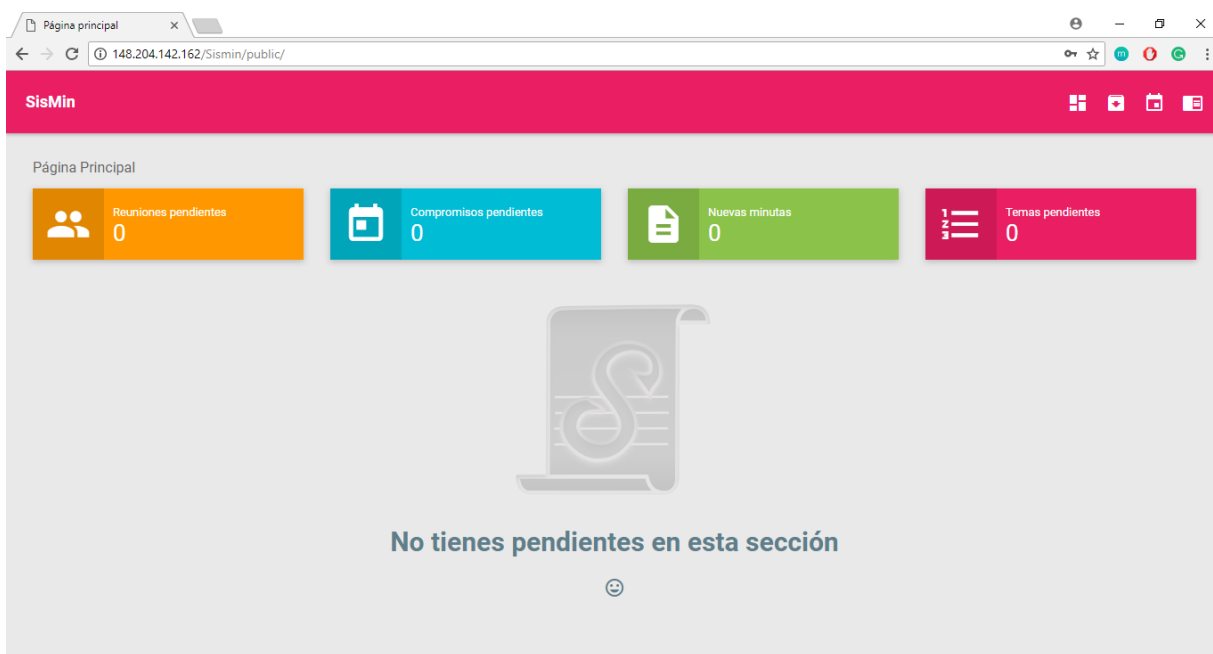 Página principal
148.204.142.162/Sismin/public/
SisMin
Página Principal
Reuniones pendientes
0
Compromisos pendientes
0
Nuevas minutas
0
Temas pendientes
0
No tienes pendientes en esta sección